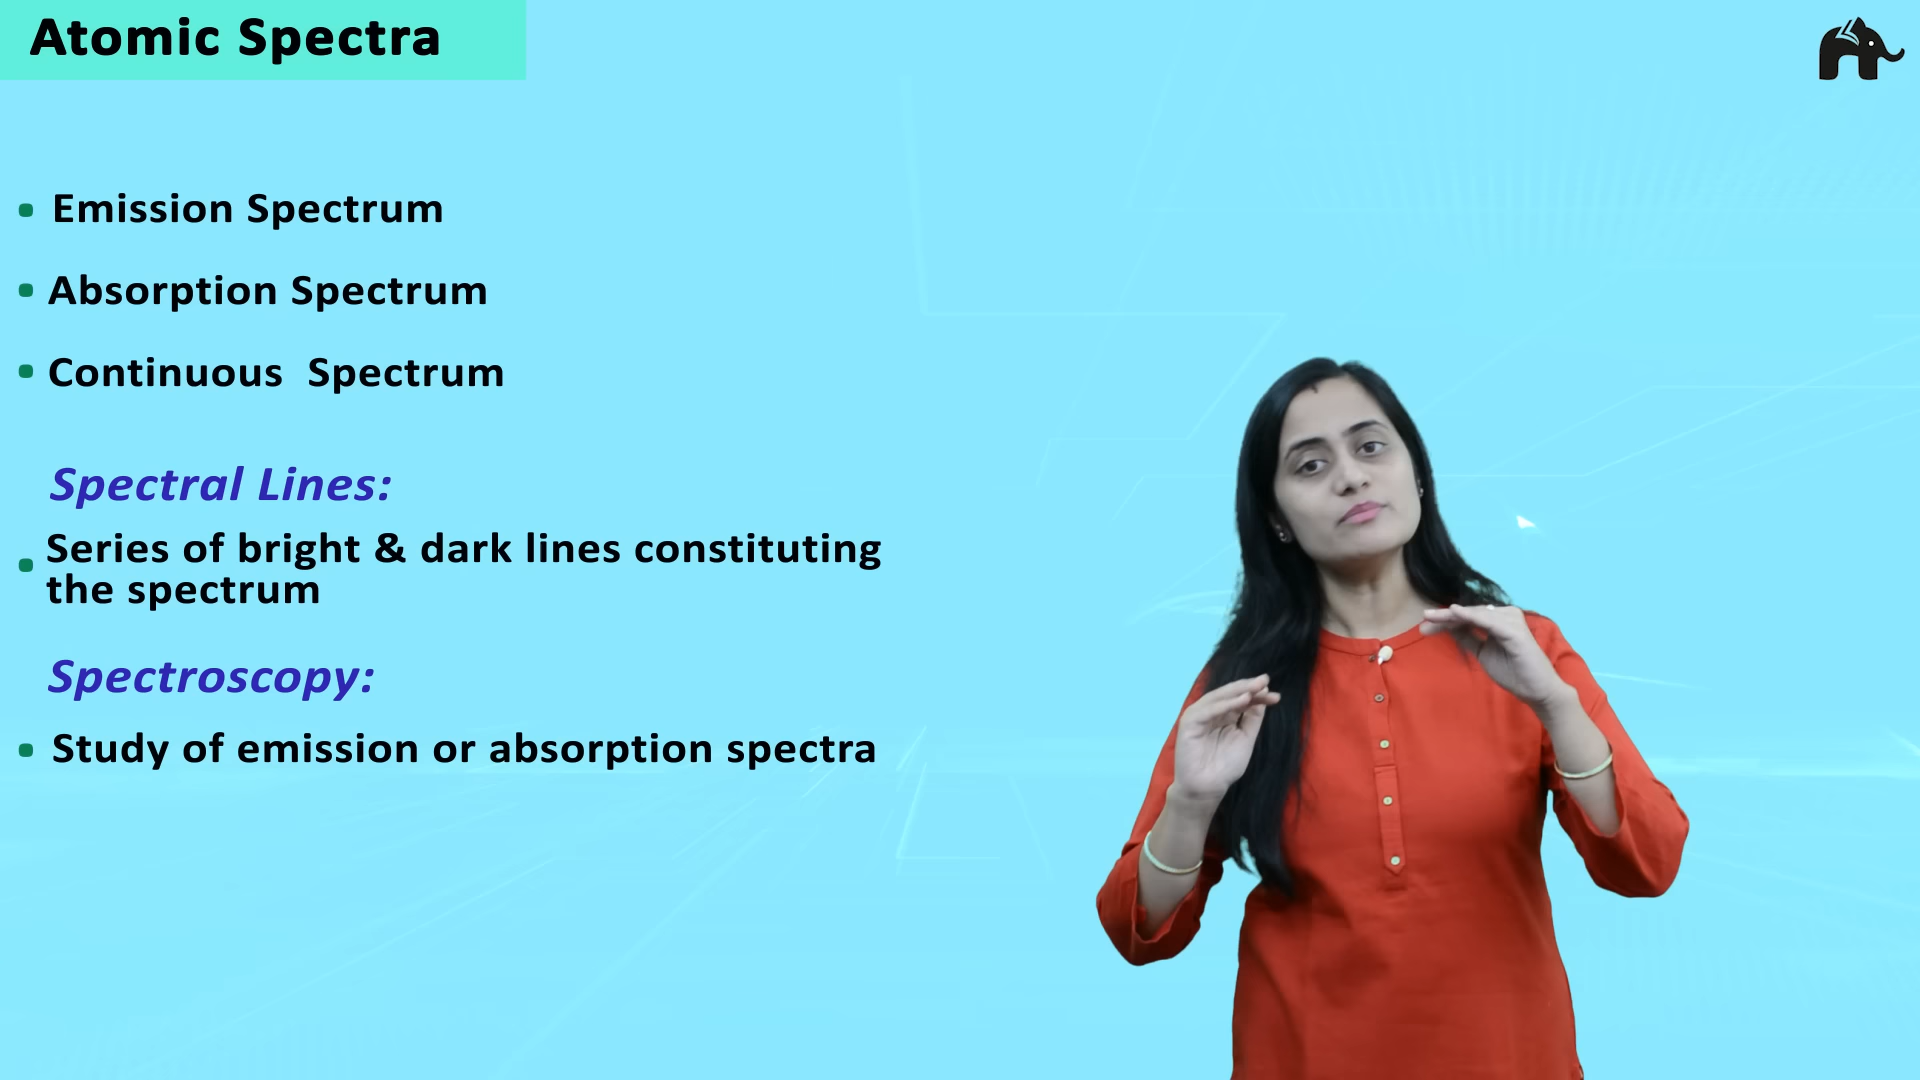 Atomic Spectra
Emission Spectrum
Absorption Spectrum
Continuous Spectrum
Spectral Lines:
Series of bright & dark lines constituting
the spectrum
Spectroscopy:
Study of emission or absorption spectra